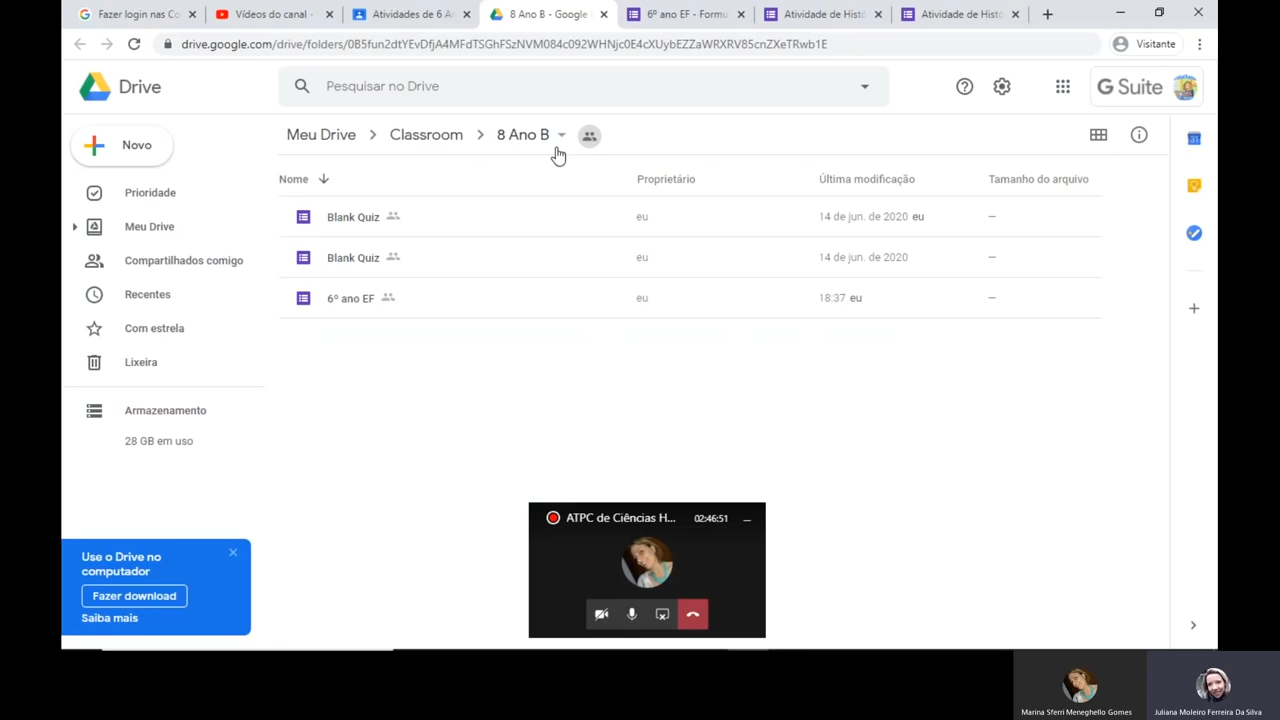 Fazer login nas Co
Vídeos do canal -
Atividades de 6 A
8 Ano B - Google
6º ano EF - Formu
Atividade de Histó
Atividade de Histó
drive.google.com/drive/folders/0B5fun2dtYEvDfjA4MFdTSGhFSzNVM084c092WHNjc0E4cXUybEZZaWRXRV85cnZXeTRwb1E
Visitante
Drive
Pesquisar no Drive
G Suite
Novo
Meu Drive > Classroom > 8 Ano B
31
Nome
Proprietário
Última modificação
Tamanho do arquivo
Prioridade
Blank Quiz
eu
14 de jun. de 2020 eu
—
Meu Drive
Blank Quiz
eu
14 de jun. de 2020
—
Compartilhados comigo
Recentes
6º ano EF
eu
18:37 eu
—
Com estrela
Lixeira
Armazenamento
28 GB em uso
ATPC de Ciências H...
02:46:51
Use o Drive no
computador
Fazer download
Saiba mais
Marina Sferri Meneghello Gomes
Juliana Moleiro Ferreira Da Silva